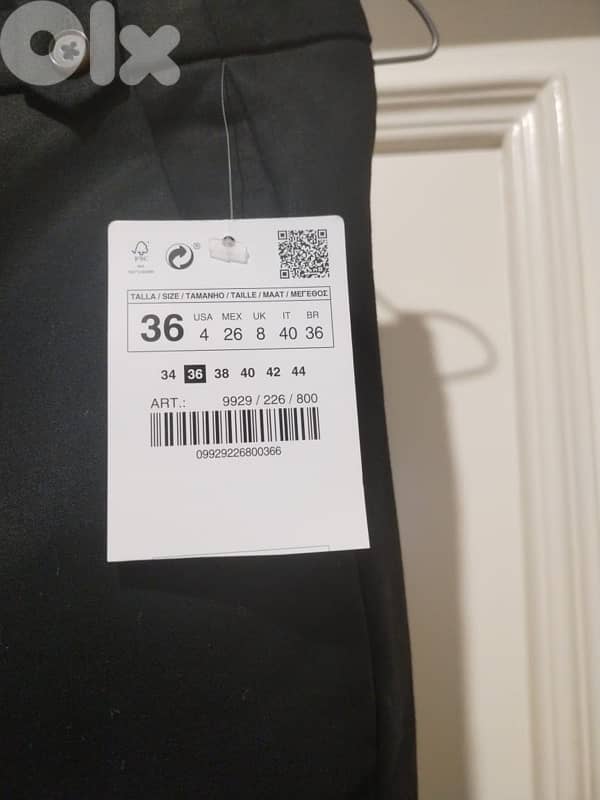 OLX
FSC
®
TALLA / SIZE / TAMANHO / TAILLE / MAAT / ΜΕΓΕΘΟΣ
36 USA 4 MEX 26 UK 8 IT 40 BR 36
34 36 38 40 42 44
ART.: 9929 / 226 / 800
09929226800366